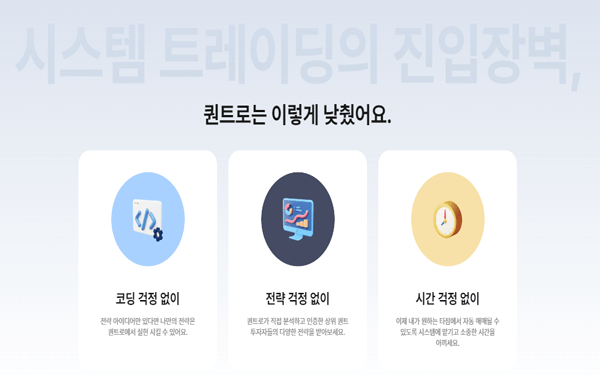 시스템 트레이딩의 진입장벽,
퀀트로는 이렇게 낮췄어요.
코딩 걱정 없이
전략 아이디어만 있다면 나만의 전략은
퀀트로에서 실현 시킬 수 있어요.
전략 걱정 없이
퀀트로가 직접 분석하고 인증한 상위 퀀트
투자자들의 다양한 전략을 받아보세요.
시간 걱정 없이
이제 내가 원하는 타점에서 자동 매매될 수
있도록 시스템에 맡기고 소중한 시간을
아끼세요.